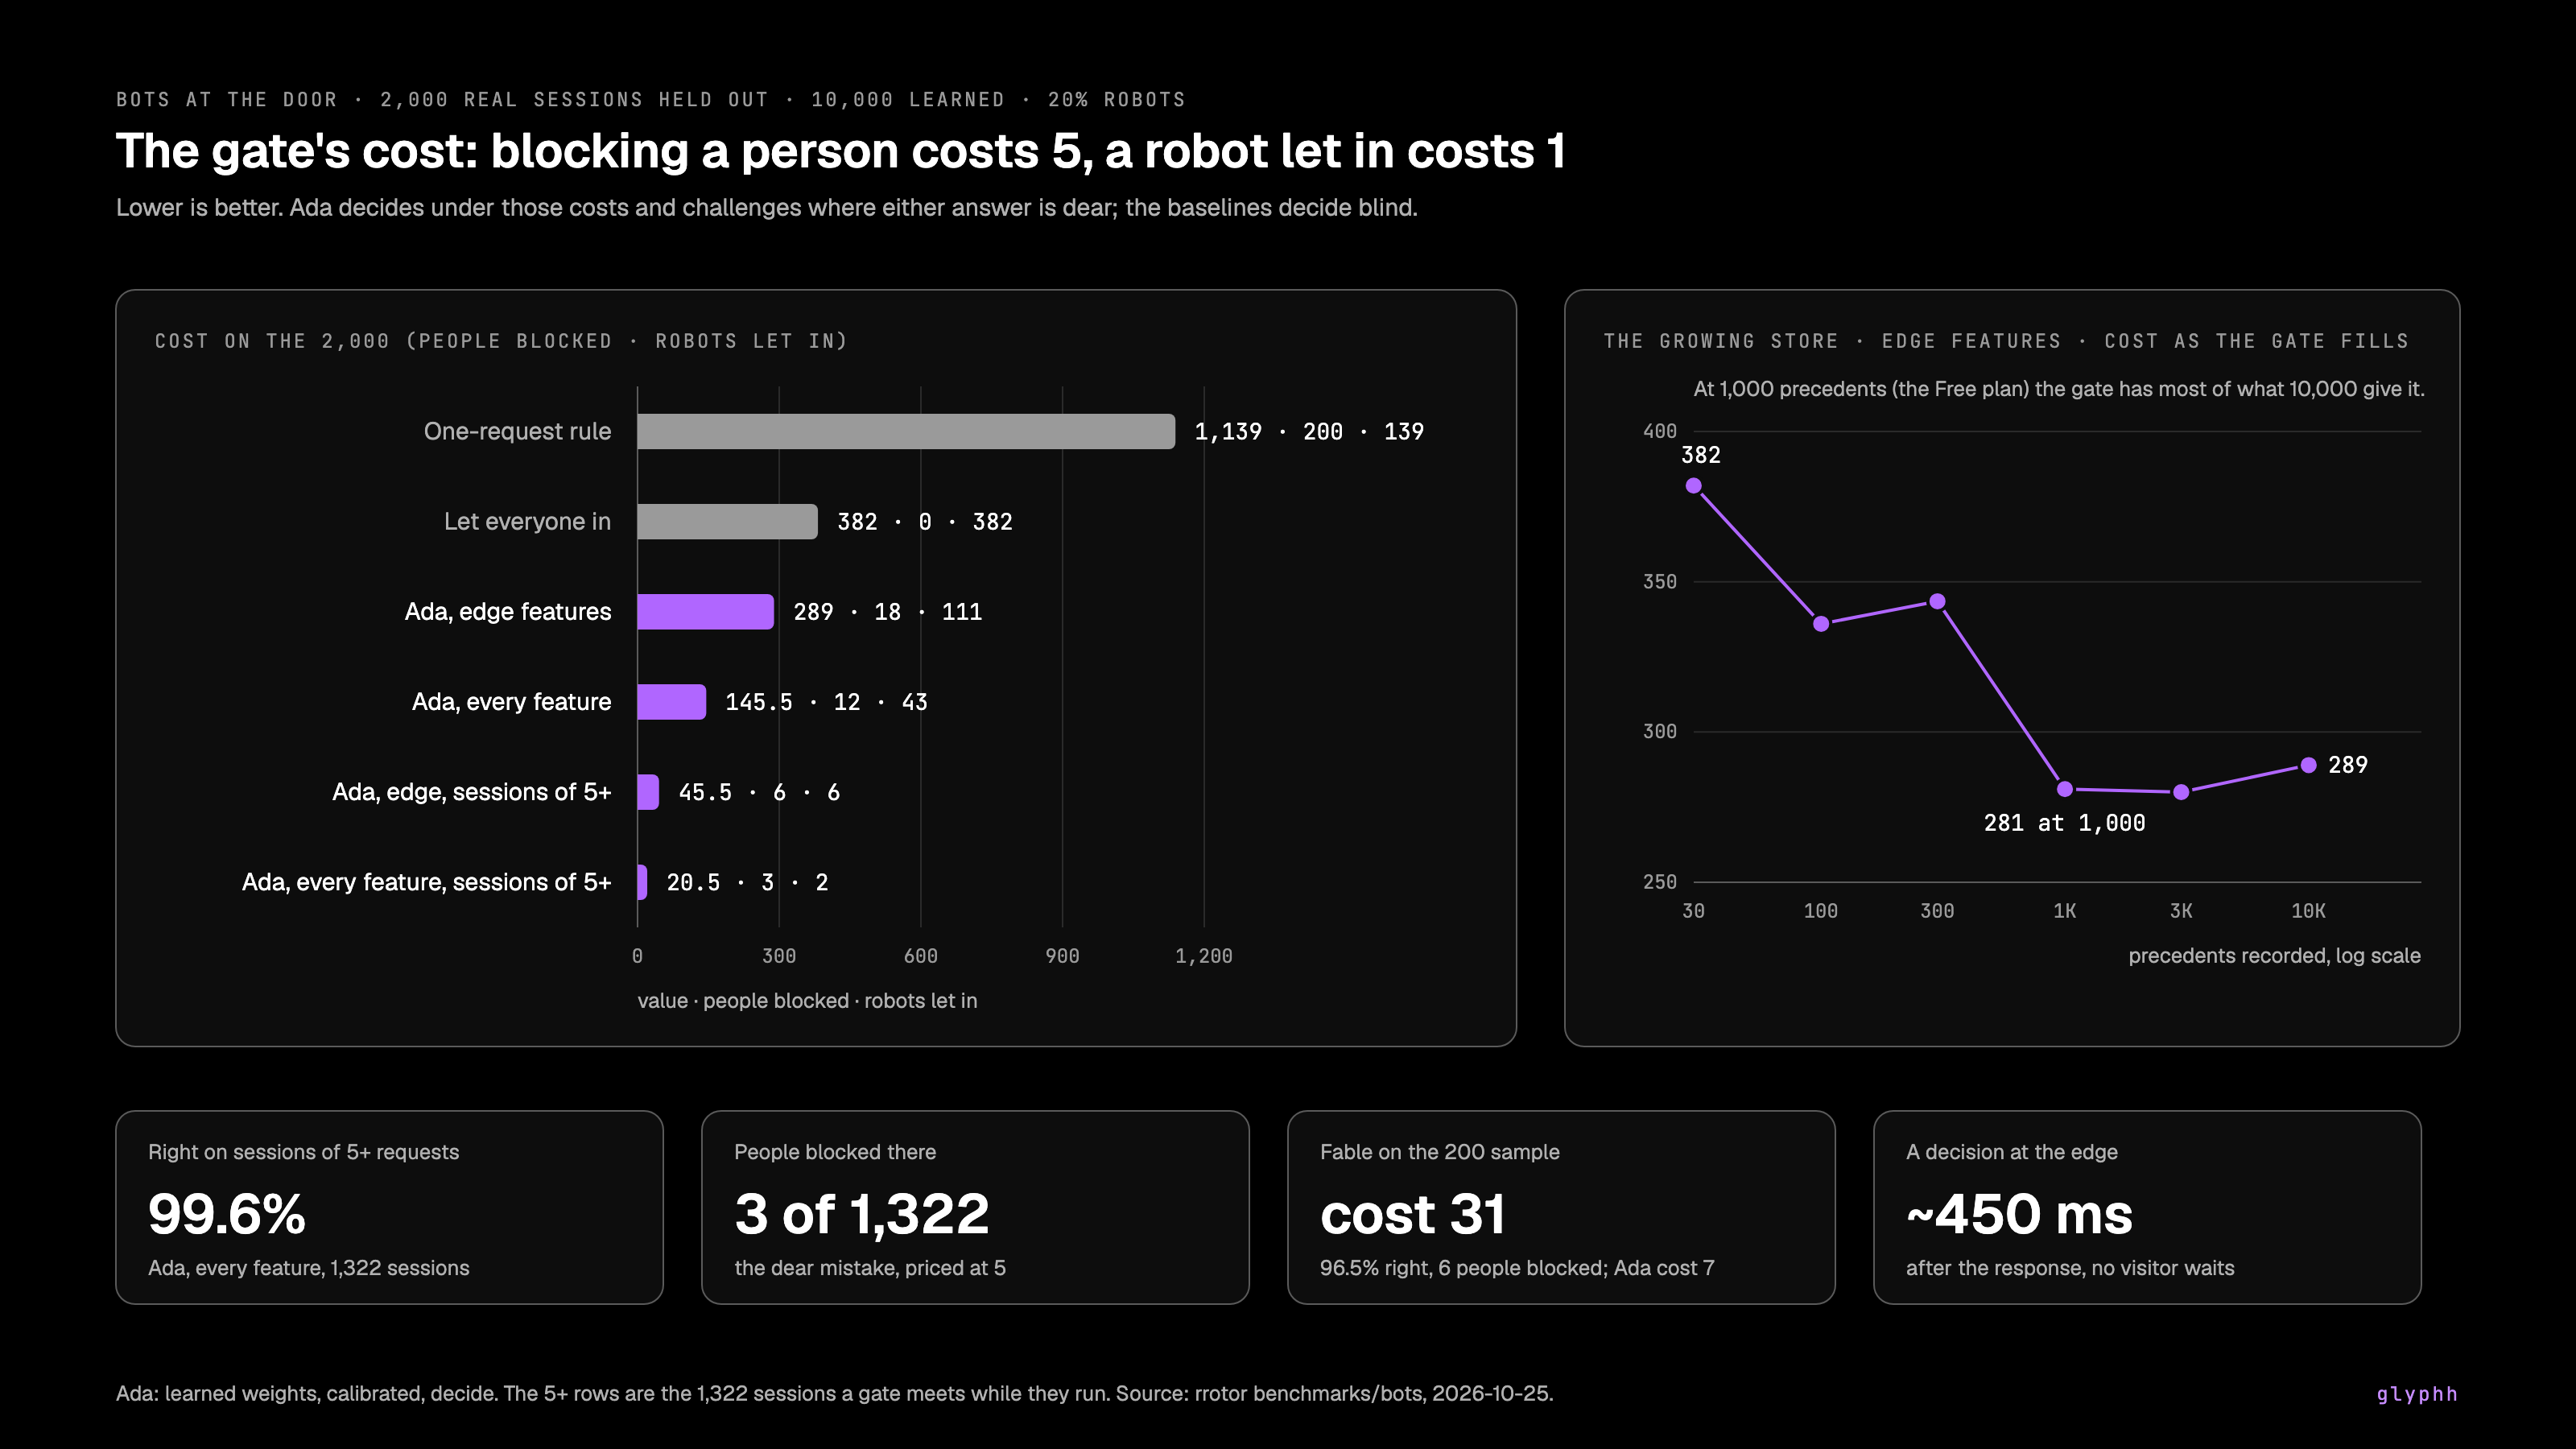 BOTS AT THE DOOR · 2,000 REAL SESSIONS HELD OUT · 10,000 LEARNED · 20% ROBOTS
The gate's cost: blocking a person costs 5, a robot let in costs 1
Lower is better. Ada decides under those costs and challenges where either answer is dear; the baselines decide blind.
COST ON THE 2,000 (PEOPLE BLOCKED · ROBOTS LET IN)
One-request rule
1,139 · 200 · 139
Let everyone in
382 · 0 · 382
Ada, edge features
289 · 18 · 111
Ada, every feature
145.5 · 12 · 43
Ada, edge, sessions of 5+
45.5 · 6 · 6
Ada, every feature, sessions of 5+
20.5 · 3 · 2
0 300 600 900 1,200
value · people blocked · robots let in
THE GROWING STORE · EDGE FEATURES · COST AS THE GATE FILLS
At 1,000 precedents (the Free plan) the gate has most of what 10,000 give it.
400
382
350
300
289
281 at 1,000
250
30 100 300 1K 3K 10K
precedents recorded, log scale
Right on sessions of 5+ requests
99.6%
Ada, every feature, 1,322 sessions
People blocked there
3 of 1,322
the dear mistake, priced at 5
Fable on the 200 sample
cost 31
96.5% right, 6 people blocked; Ada cost 7
A decision at the edge
~450 ms
after the response, no visitor waits
Ada: learned weights, calibrated, decide. The 5+ rows are the 1,322 sessions a gate meets while they run. Source: rrotor benchmarks/bots, 2026-10-25.
glyphh